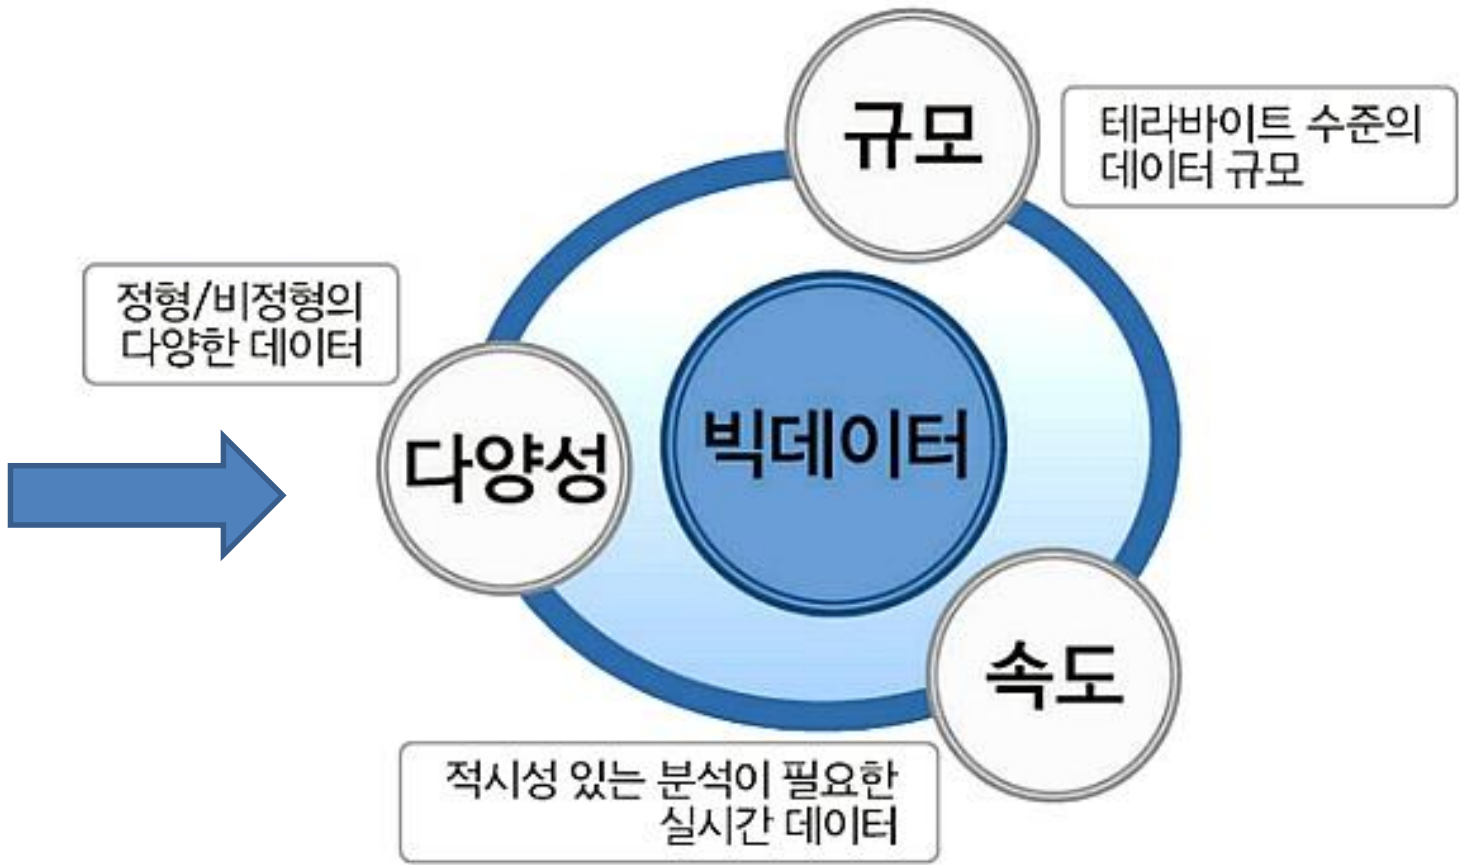 규모
테라바이트 수준의
데이터 규모
정형/비정형의
다양한 데이터
다양성
빅데이터
속도
적시성 있는 분석이 필요한
실시간 데이터